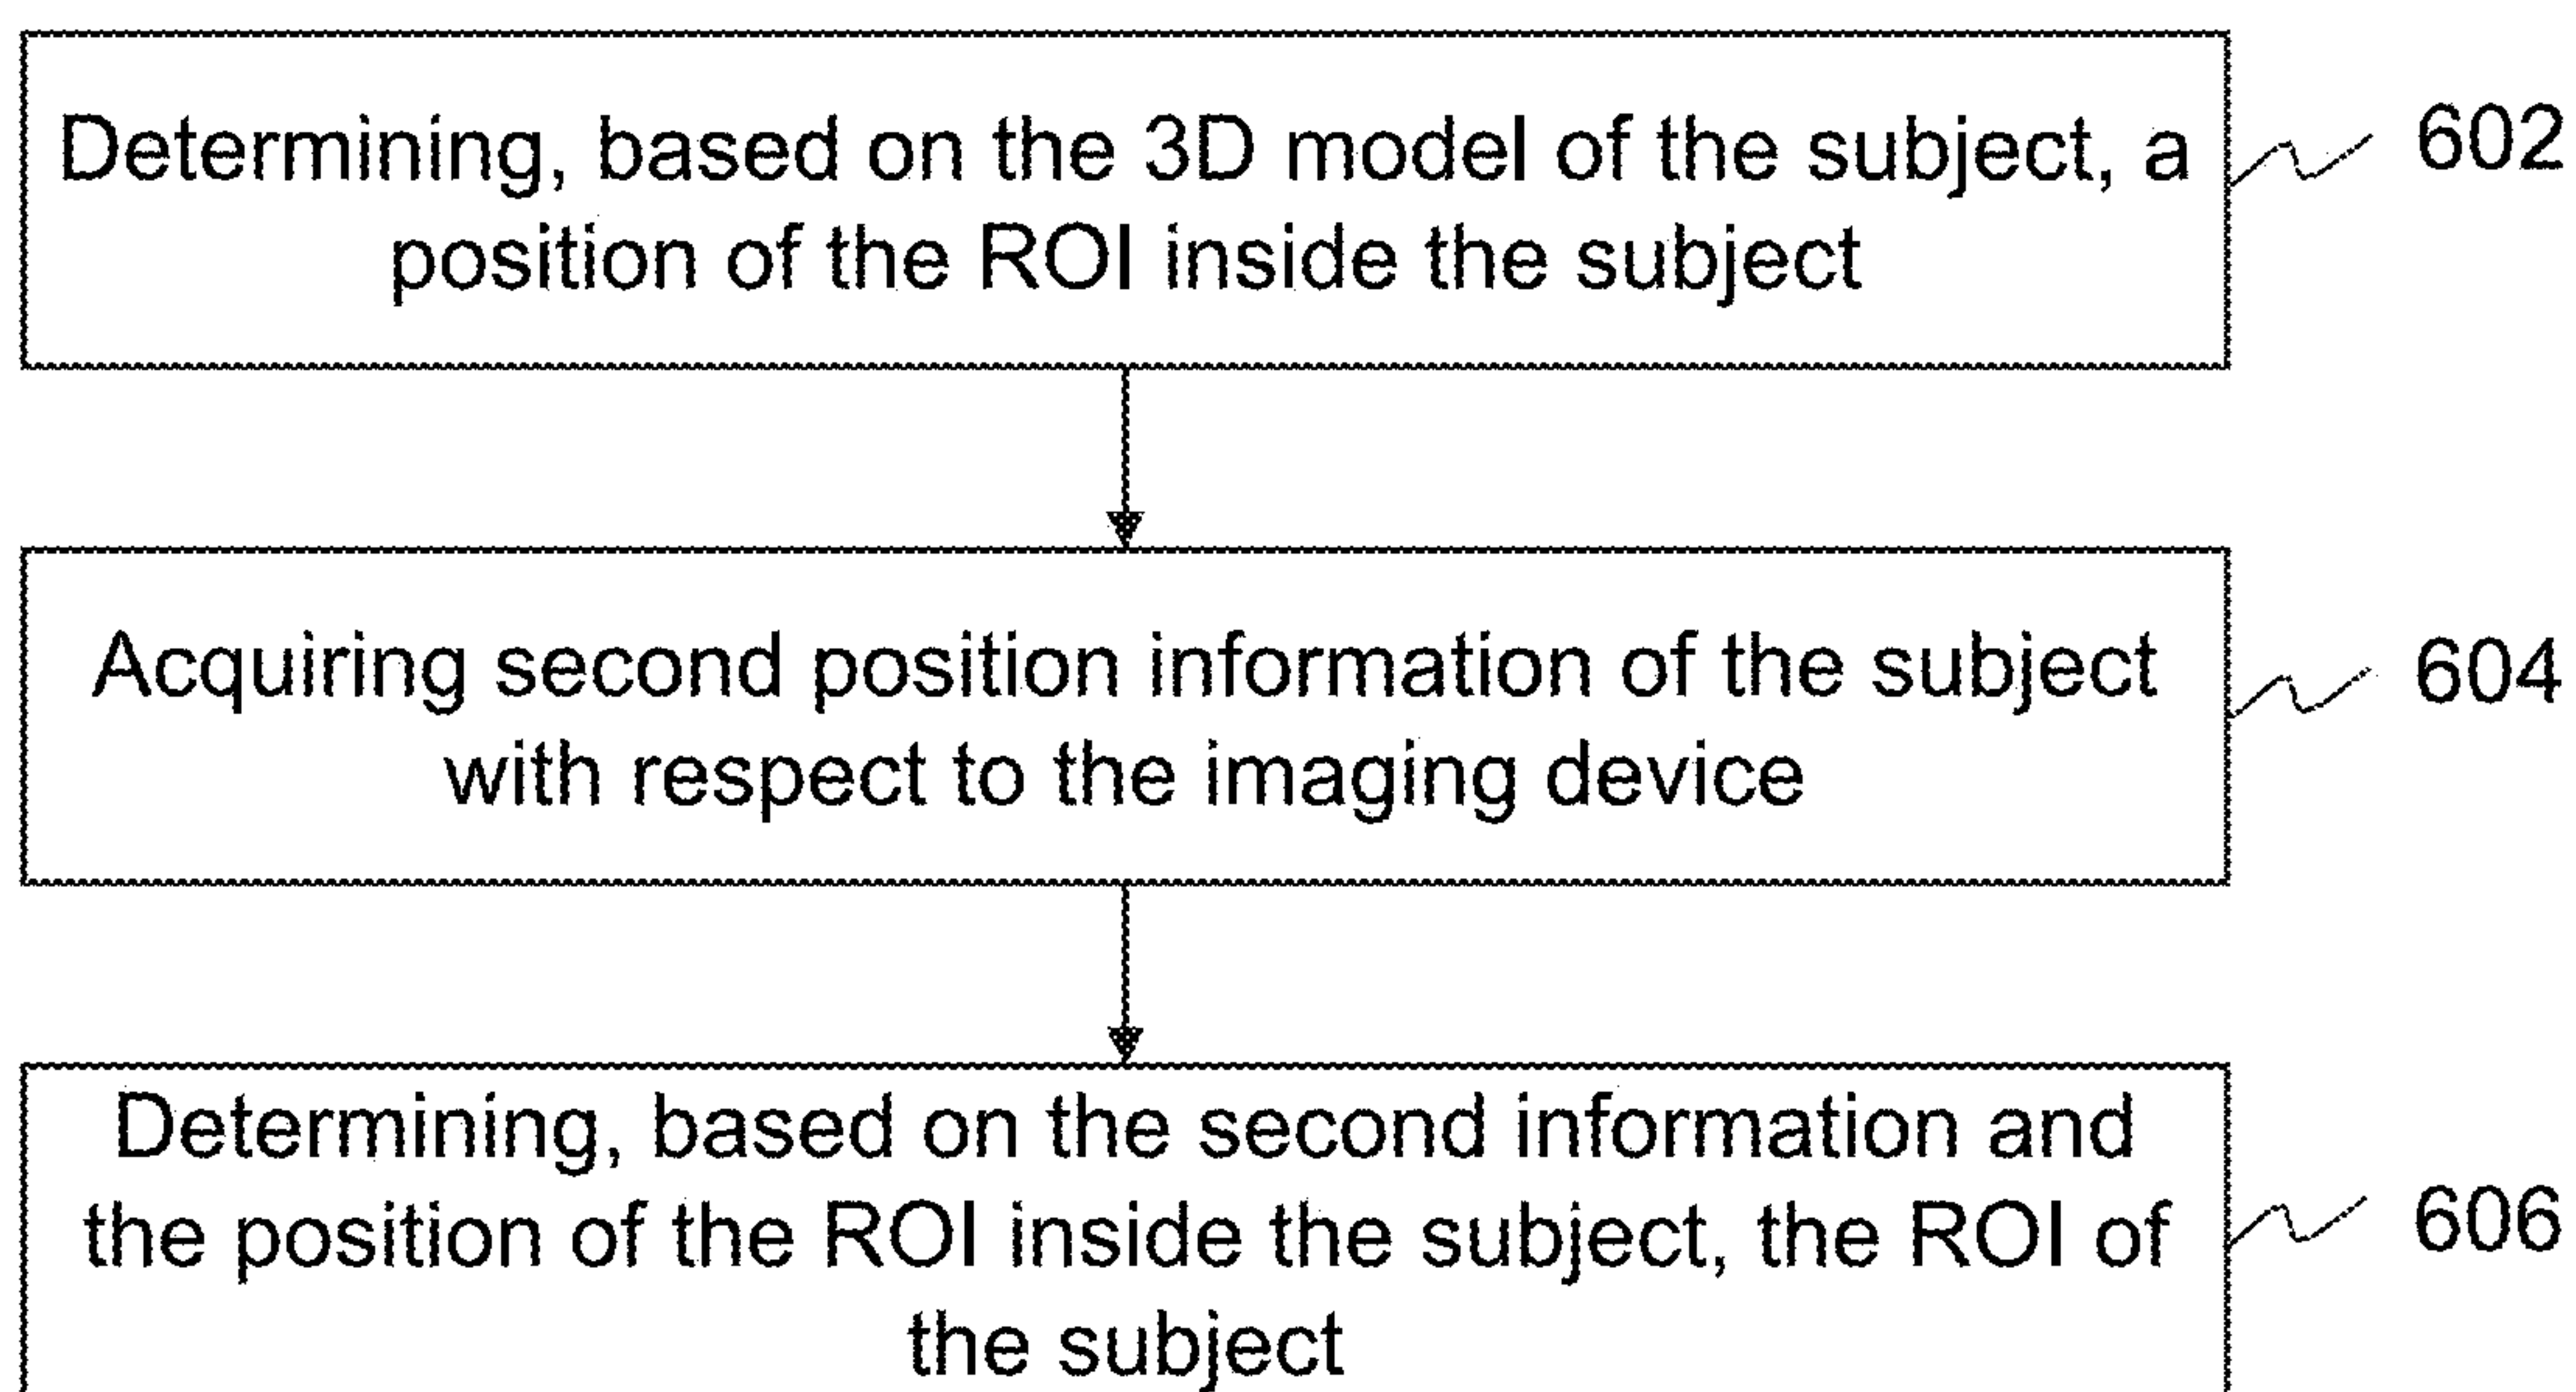 Determining, based on the 3D model of the subject, a
position of the ROI inside the subject
602
Acquiring second position information of the subject
with respect to the imaging device
604
Determining, based on the second information and
the position of the ROI inside the subject, the ROI of
the subject
606